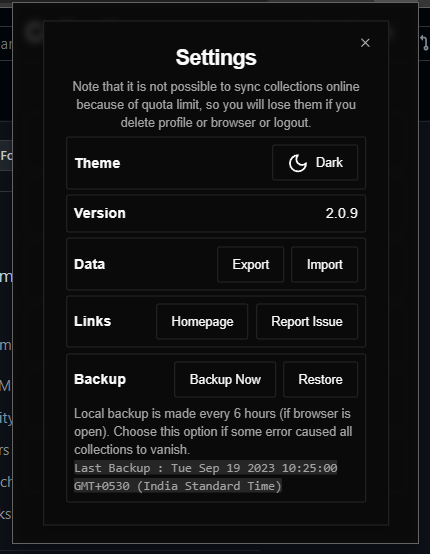 Settings
Note that it is not possible to sync collections online
because of quota limit, so you will lose them if you
delete profile or browser or logout.
Theme
Dark
Version
2.0.9
Data
Export
Import
Links
Homepage
Report Issue
Backup
Backup Now
Restore
Local backup is made every 6 hours (if browser is
open). Choose this option if some error caused all
collections to vanish.
Last Backup : Tue Sep 19 2023 10:25:00
GMT+0530 (India Standard Time)